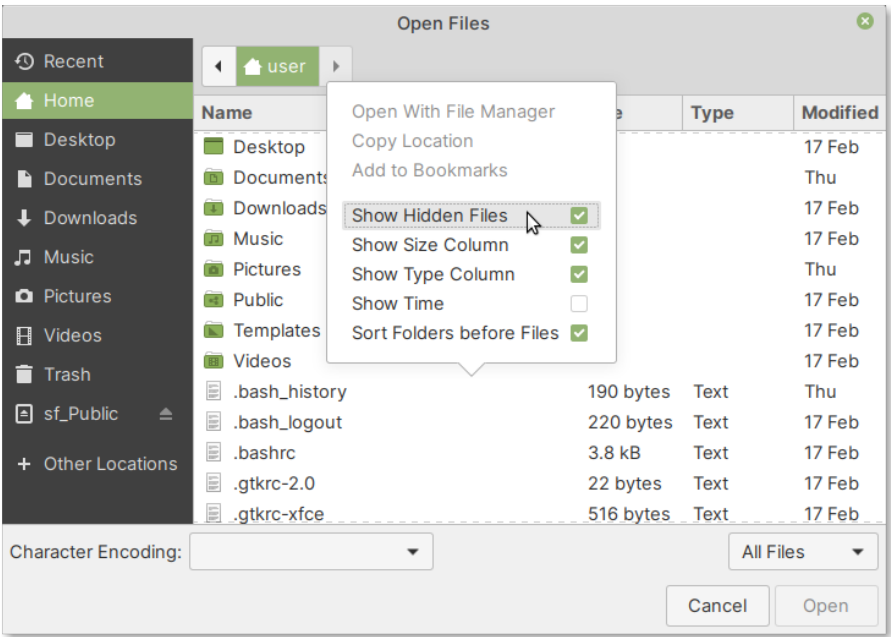 Open Files
Recent
Home
Desktop
Documents
Downloads
Music
Pictures
Videos
Trash
sf_Public
+ Other Locations
user
Name Type Modified
Desktop 17 Feb
Documents Thu
Downloads 17 Feb
Music 17 Feb
Pictures Thu
Public 17 Feb
Templates 17 Feb
Videos 17 Feb
.bash_history 190 bytes Text Thu
.bash_logout 220 bytes Text 17 Feb
.bashrc 3.8 kB Text 17 Feb
.gtkrc-2.0 22 bytes Text 17 Feb
.gtkrc-xfce 516 bytes Text 17 Feb
Open With File Manager
Copy Location
Add to Bookmarks
Show Hidden Files
Show Size Column
Show Type Column
Show Time
Sort Folders before Files
Character Encoding:
All Files
Cancel Open